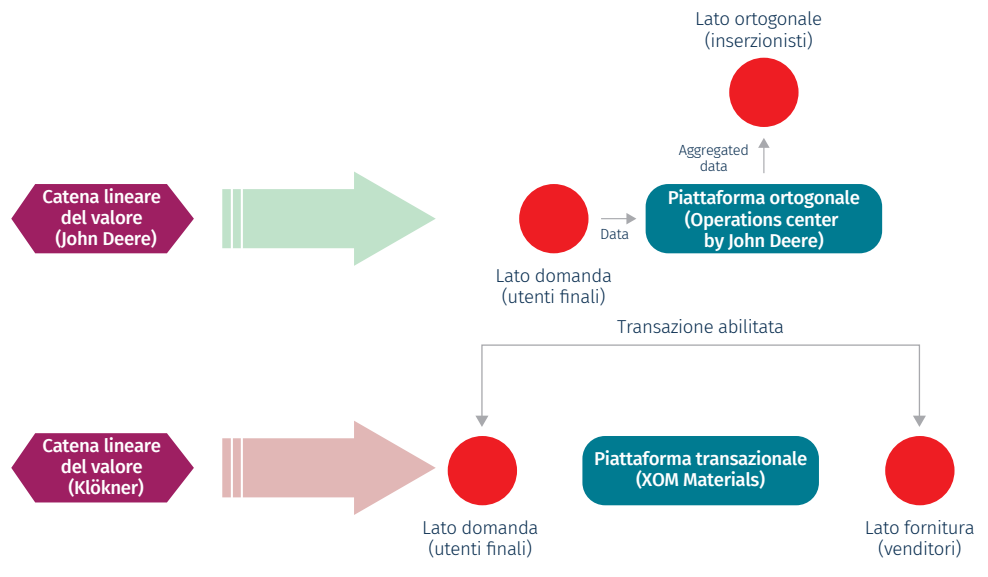 Lato ortogonale
(inserzionisti)
Aggregated
data
Catena lineare
del valore
(John Deere)
Piattaforma ortogonale
(Operations center
by John Deere)
Data
Lato domanda
(utenti finali)
Transazione abilitata
Catena lineare
del valore
(Klökner)
Piattaforma transazionale
(XOM Materials)
Lato domanda
(utenti finali)
Lato fornitura
(venditori)